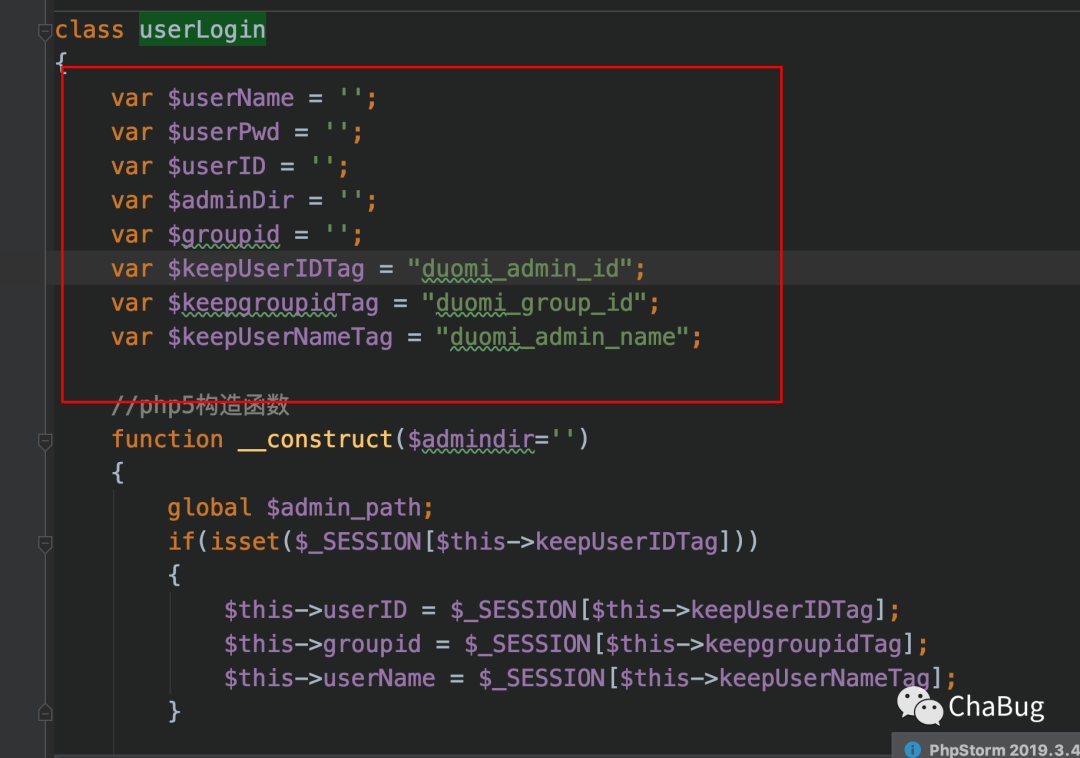 class userLogin
{
var $userName = '';
var $userPwd = '';
var $userID = '';
var $adminDir = '';
var $groupid = '';
var $keepUserIDTag = "duomi_admin_id";
var $keepgroupidTag = "duomi_group_id";
var $keepUserNameTag = "duomi_admin_name";
//php5构造函数
function __construct($admindir='')
{
global $admin_path;
if(isset($_SESSION[$this->keepUserIDTag]))
{
$this->userID = $_SESSION[$this->keepUserIDTag];
$this->groupid = $_SESSION[$this->keepgroupidTag];
$this->userName = $_SESSION[$this->keepUserNameTag];
}
ChaBug
PhpStorm 2019.3.4